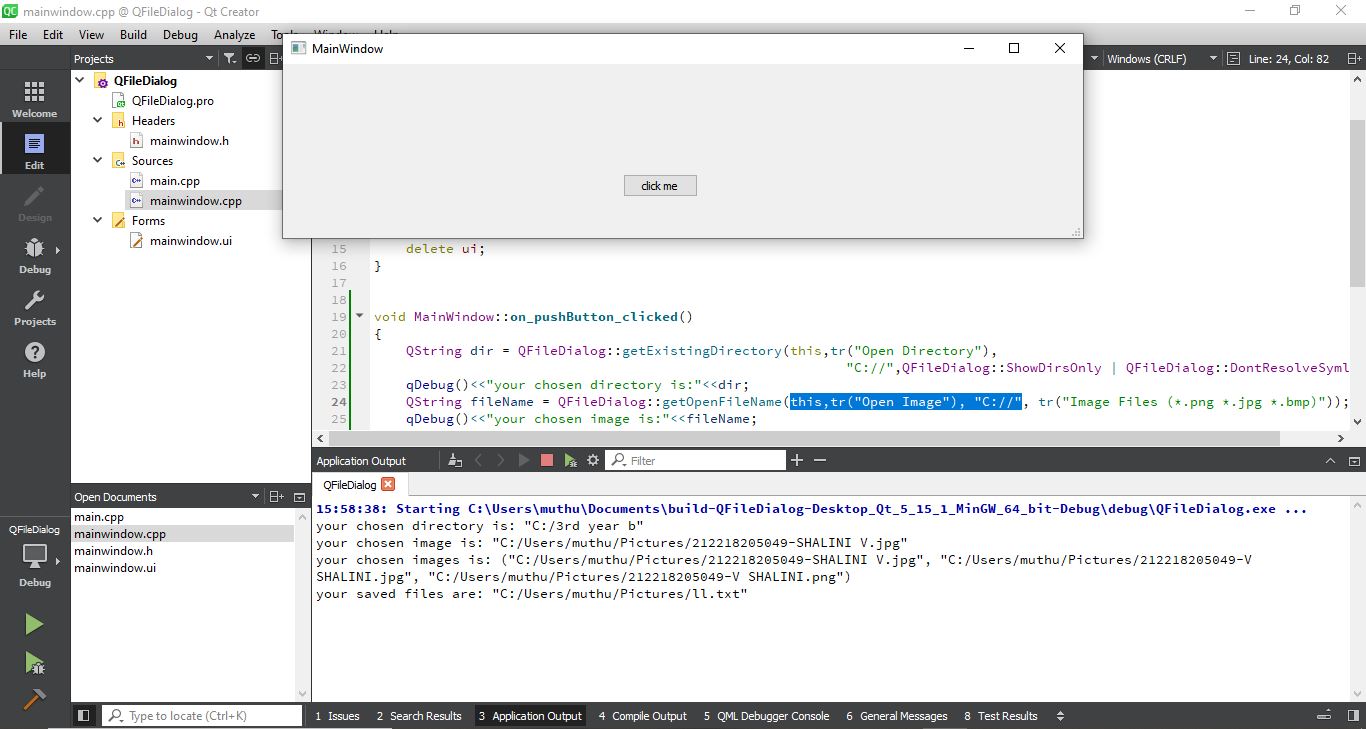 mainwindow.cpp @ QFileDialog - Qt Creator
File Edit View Build Debug Analyze
MainWindow
Projects
Windows (CRLF)
Line: 24, Col: 82
Welcome
Edit
Design
Debug
Projects
Help
QFileDialog
QFileDialog.pro
Headers
mainwindow.h
Sources
main.cpp
mainwindow.cpp
Forms
mainwindow.ui
click me
15 delete ui;
16 }
17
18
19 void MainWindow::on_pushButton_clicked()
20 {
21 QString dir = QFileDialog::getExistingDirectory(this,tr("Open Directory"),
22 "C://",QFileDialog::ShowDirsOnly | QFileDialog::DontResolveSyml
23 qDebug()<<"your chosen directory is:"<<dir;
24 QString fileName = QFileDialog::getOpenFileName(this,tr("Open Image"), "C://", tr("Image Files (*.png *.jpg *.bmp)"));
25 qDebug()<<"your chosen image is:"<<fileName;
Application Output
Filter
QFileDialog
15:58:38: Starting C:\Users\muthu\Documents\build-QFileDialog-Desktop_Qt_5_15_1_MinGW_64_bit-Debug\debug\QFileDialog.exe ...
your chosen directory is: "C:/3rd year b"
your chosen image is: "C:/Users/muthu/Pictures/212218205049-SHALINI V.jpg"
your chosen images is: ("C:/Users/muthu/Pictures/212218205049-SHALINI V.jpg", "C:/Users/muthu/Pictures/212218205049-V
SHALINI.jpg", "C:/Users/muthu/Pictures/212218205049-V SHALINI.png")
your saved files are: "C:/Users/muthu/Pictures/ll.txt"
Open Documents
main.cpp
mainwindow.cpp
mainwindow.h
mainwindow.ui
QFileDialog
Debug
Type to locate (Ctrl+K)
1 Issues 2 Search Results 3 Application Output 4 Compile Output 5 QML Debugger Console 6 General Messages 8 Test Results